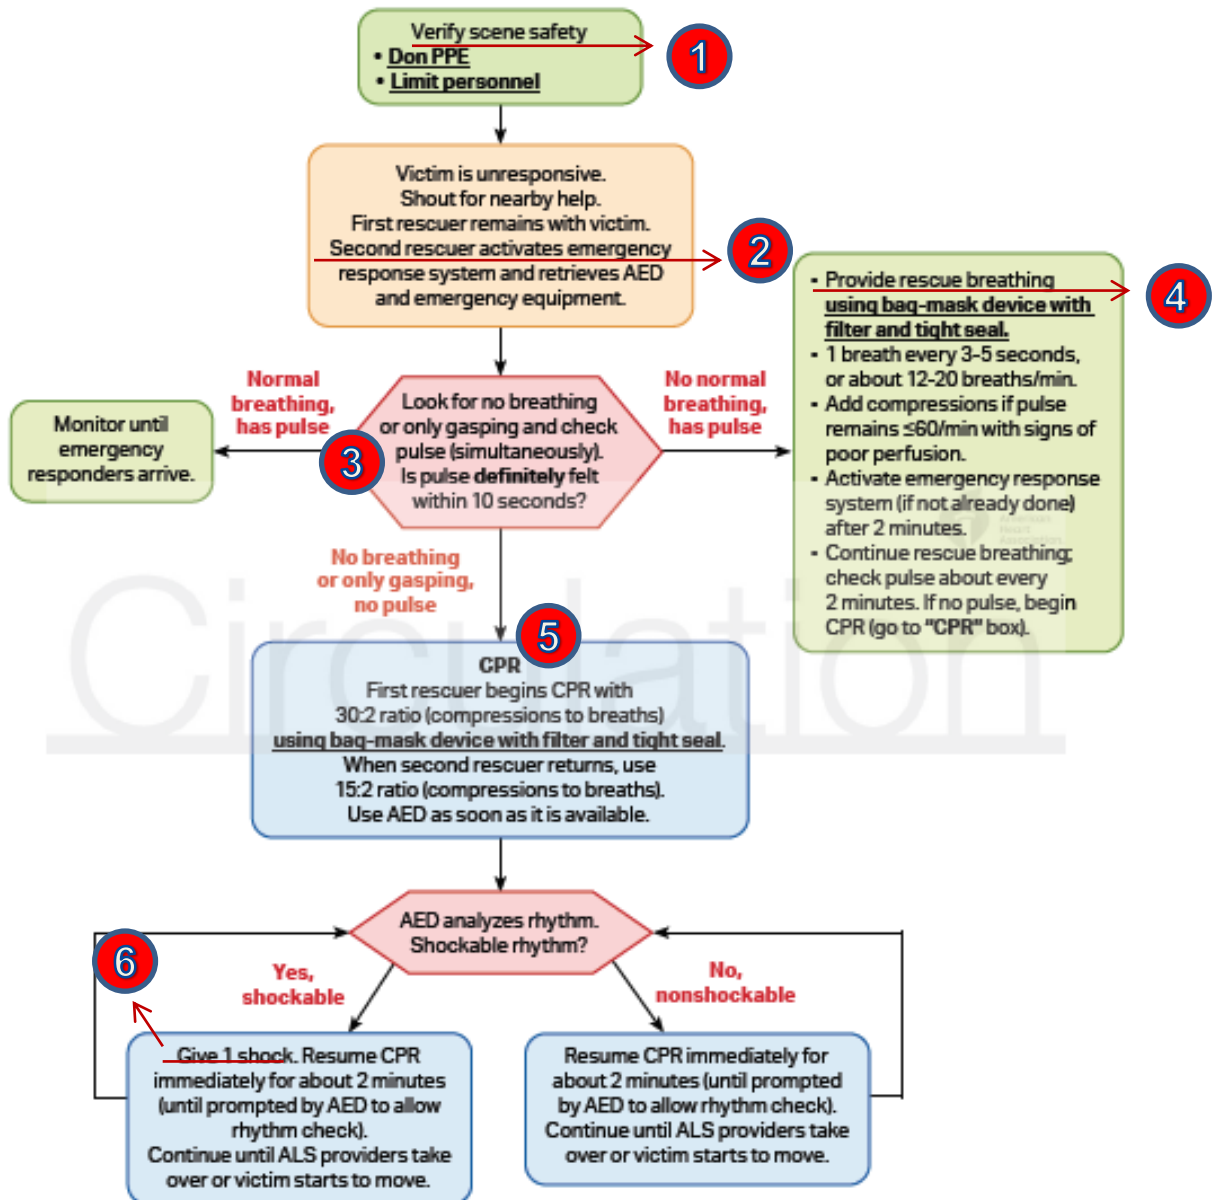 Verify scene safety
• Don PPE
• Limit personnel
1
Victim is unresponsive.
Shout for nearby help.
First rescuer remains with victim.
Second rescuer activates emergency
response system and retrieves AED
and emergency equipment.
2
Normal
breathing,
has pulse
Monitor until
emergency
responders arrive.
3
Look for no breathing
or only gasping and check
pulse (simultaneously).
Is pulse definitely felt
within 10 seconds?
No normal
breathing,
has pulse
4
• Provide rescue breathing
using bag-mask device with
filter and tight seal.
• 1 breath every 3-5 seconds,
or about 12-20 breaths/min.
• Add compressions if pulse
remains ≤60/min with signs of
poor perfusion.
• Activate emergency response
system (if not already done)
after 2 minutes.
• Continue rescue breathing;
check pulse about every
2 minutes. If no pulse, begin
CPR (go to "CPR" box).
American
Heart
Association.
No breathing
or only gasping,
no pulse
Circulation
5
CPR
First rescuer begins CPR with
30:2 ratio (compressions to breaths)
using bag-mask device with filter and tight seal.
When second rescuer returns, use
15:2 ratio (compressions to breaths).
Use AED as soon as it is available.
AED analyzes rhythm.
Shockable rhythm?
6
Yes,
shockable
No,
nonshockable
Give 1 shock. Resume CPR
immediately for about 2 minutes
(until prompted by AED to allow
rhythm check).
Continue until ALS providers take
over or victim starts to move.
Resume CPR immediately for
about 2 minutes (until prompted
by AED to allow rhythm check).
Continue until ALS providers take
over or victim starts to move.